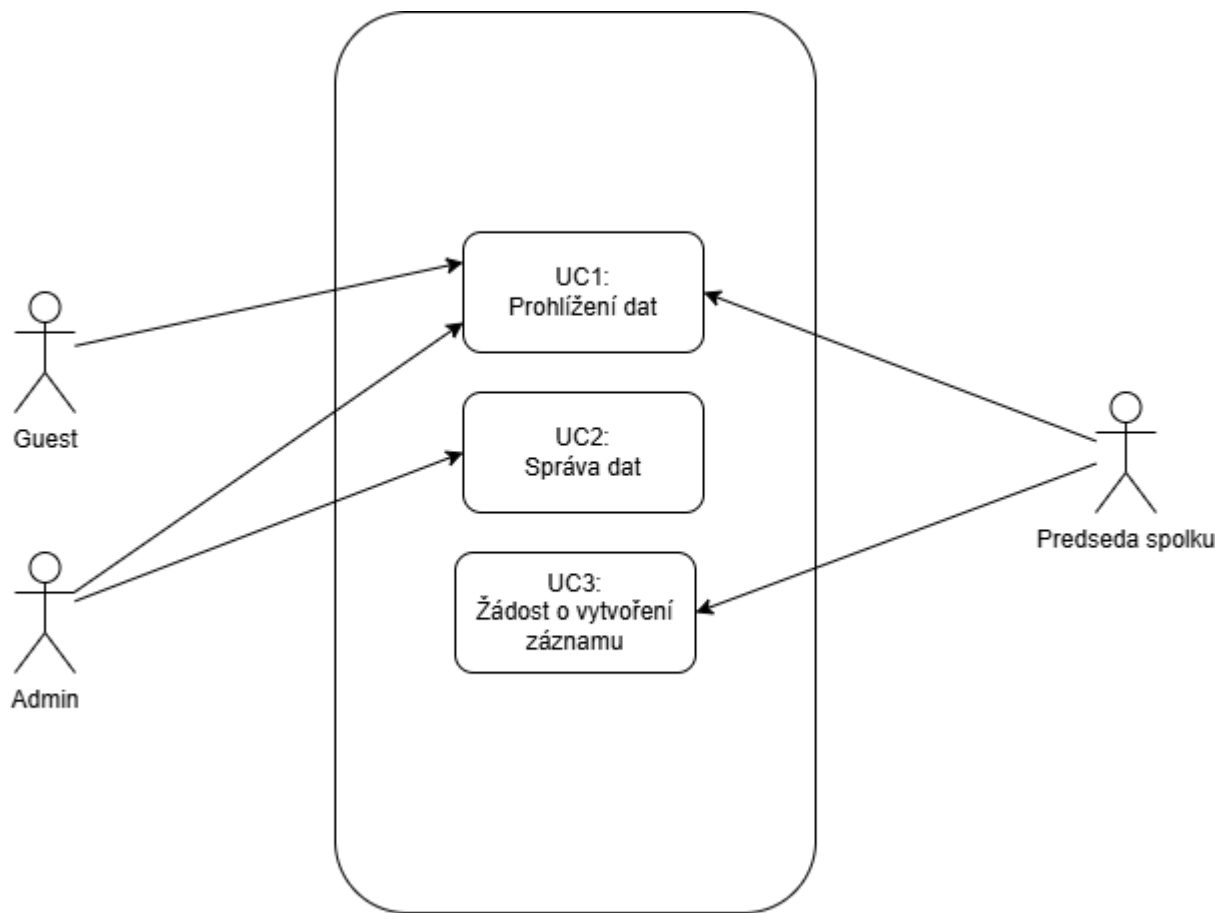 UC1:
Prohlížení dat
Guest
UC2:
Správa dat
Predseda spolku
UC3:
Žádost o vytvoření
záznamu
Admin